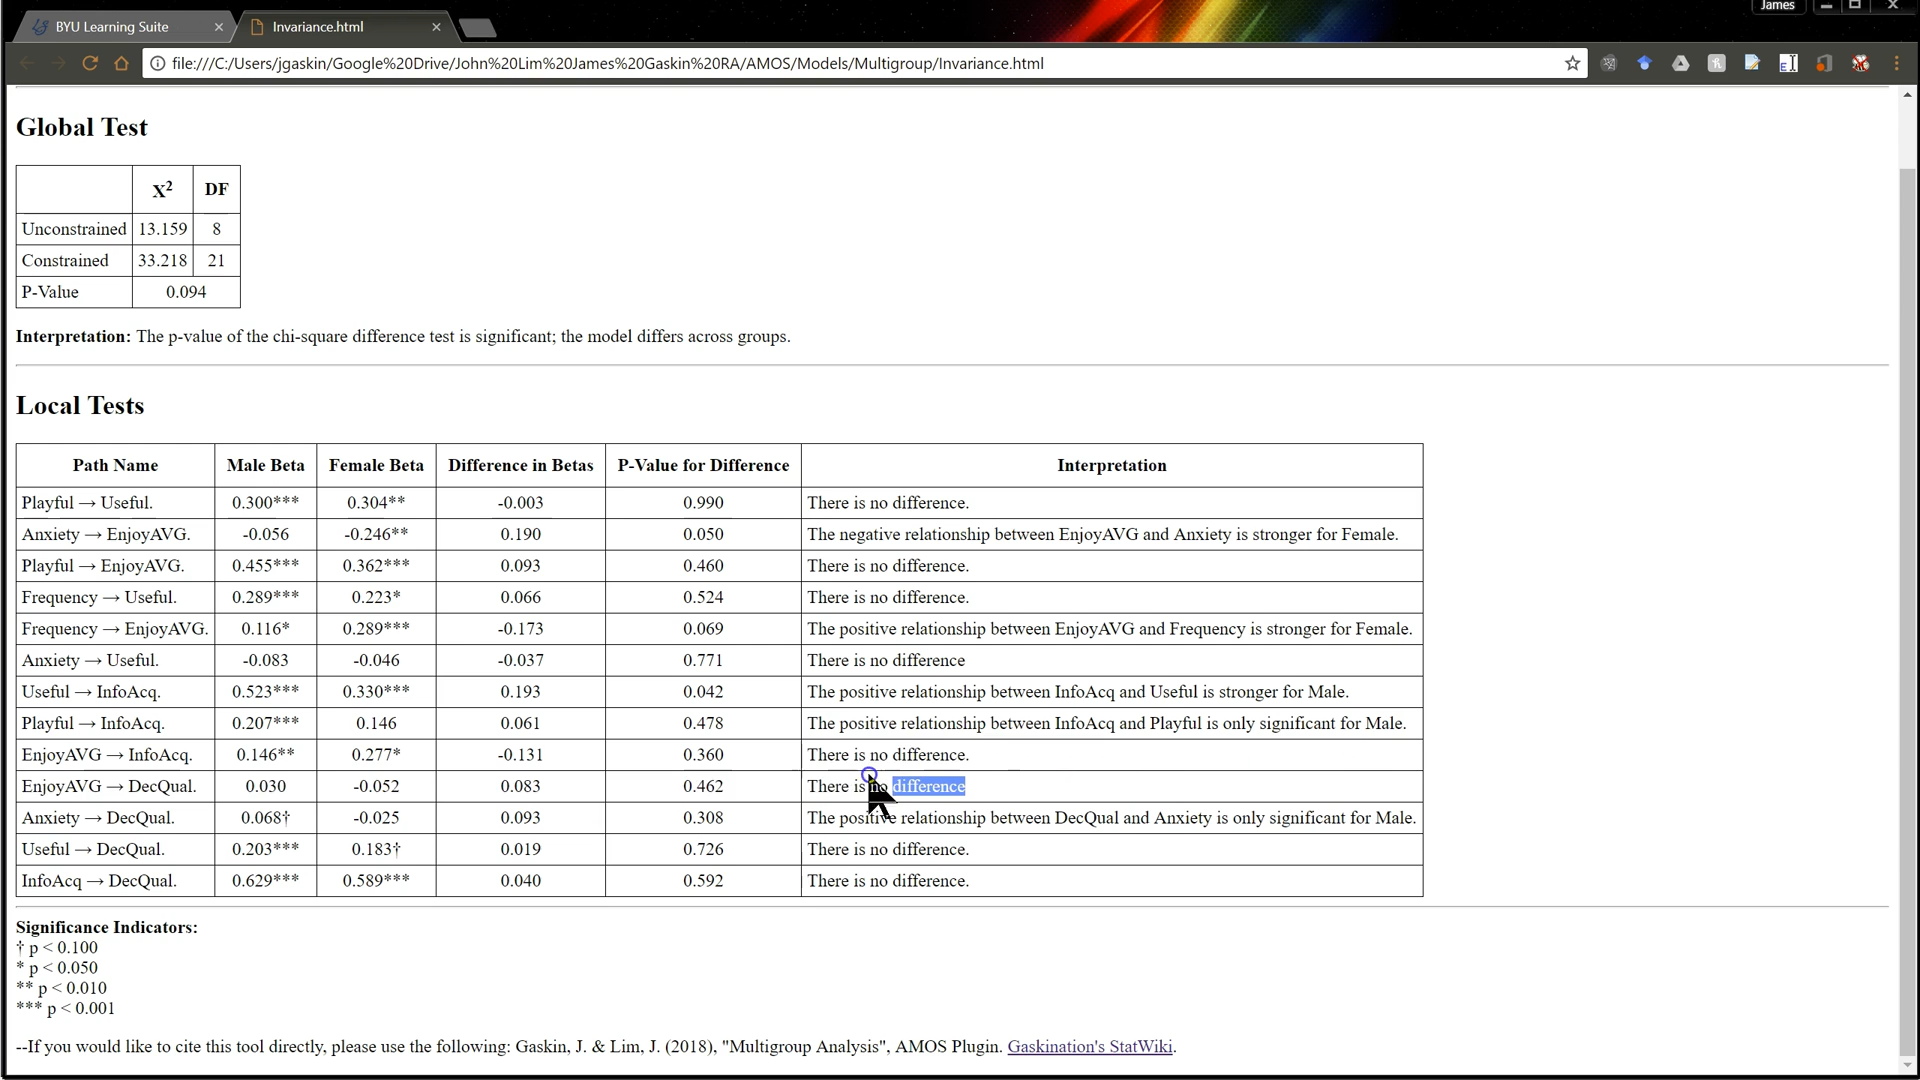 James
BYU Learning Suite
Invariance.html
file:///C:/Users/jgaskin/Google%20Drive/John%20Lim%20James%20Gaskin%20RA/AMOS/Models/Multigroup/Invariance.html
Global Test
X2 DF
Unconstrained 13.159 8
Constrained 33.218 21
P-Value 0.094
Interpretation: The p-value of the chi-square difference test is significant; the model differs across groups.
Local Tests
Path Name Male Beta Female Beta Difference in Betas P-Value for Difference Interpretation
Playful → Useful. 0.300*** 0.304** -0.003 0.990 There is no difference.
Anxiety → EnjoyAVG. -0.056 -0.246** 0.190 0.050 The negative relationship between EnjoyAVG and Anxiety is stronger for Female.
Playful → EnjoyAVG. 0.455*** 0.362*** 0.093 0.460 There is no difference.
Frequency → Useful. 0.289*** 0.223* 0.066 0.524 There is no difference.
Frequency → EnjoyAVG. 0.116* 0.289*** -0.173 0.069 The positive relationship between EnjoyAVG and Frequency is stronger for Female.
Anxiety → Useful. -0.083 -0.046 -0.037 0.771 There is no difference
Useful → InfoAcq. 0.523*** 0.330*** 0.193 0.042 The positive relationship between InfoAcq and Useful is stronger for Male.
Playful → InfoAcq. 0.207*** 0.146 0.061 0.478 The positive relationship between InfoAcq and Playful is only significant for Male.
EnjoyAVG → InfoAcq. 0.146** 0.277* -0.131 0.360 There is no difference.
EnjoyAVG → DecQual. 0.030 -0.052 0.083 0.462 There is no difference
Anxiety → DecQual. 0.068† -0.025 0.093 0.308 The positive relationship between DecQual and Anxiety is only significant for Male.
Useful → DecQual. 0.203*** 0.183† 0.019 0.726 There is no difference.
InfoAcq → DecQual. 0.629*** 0.589*** 0.040 0.592 There is no difference.
Significance Indicators:
† p < 0.100
* p < 0.050
** p < 0.010
*** p < 0.001
--If you would like to cite this tool directly, please use the following: Gaskin, J. & Lim, J. (2018), "Multigroup Analysis", AMOS Plugin. Gaskination's StatWiki.